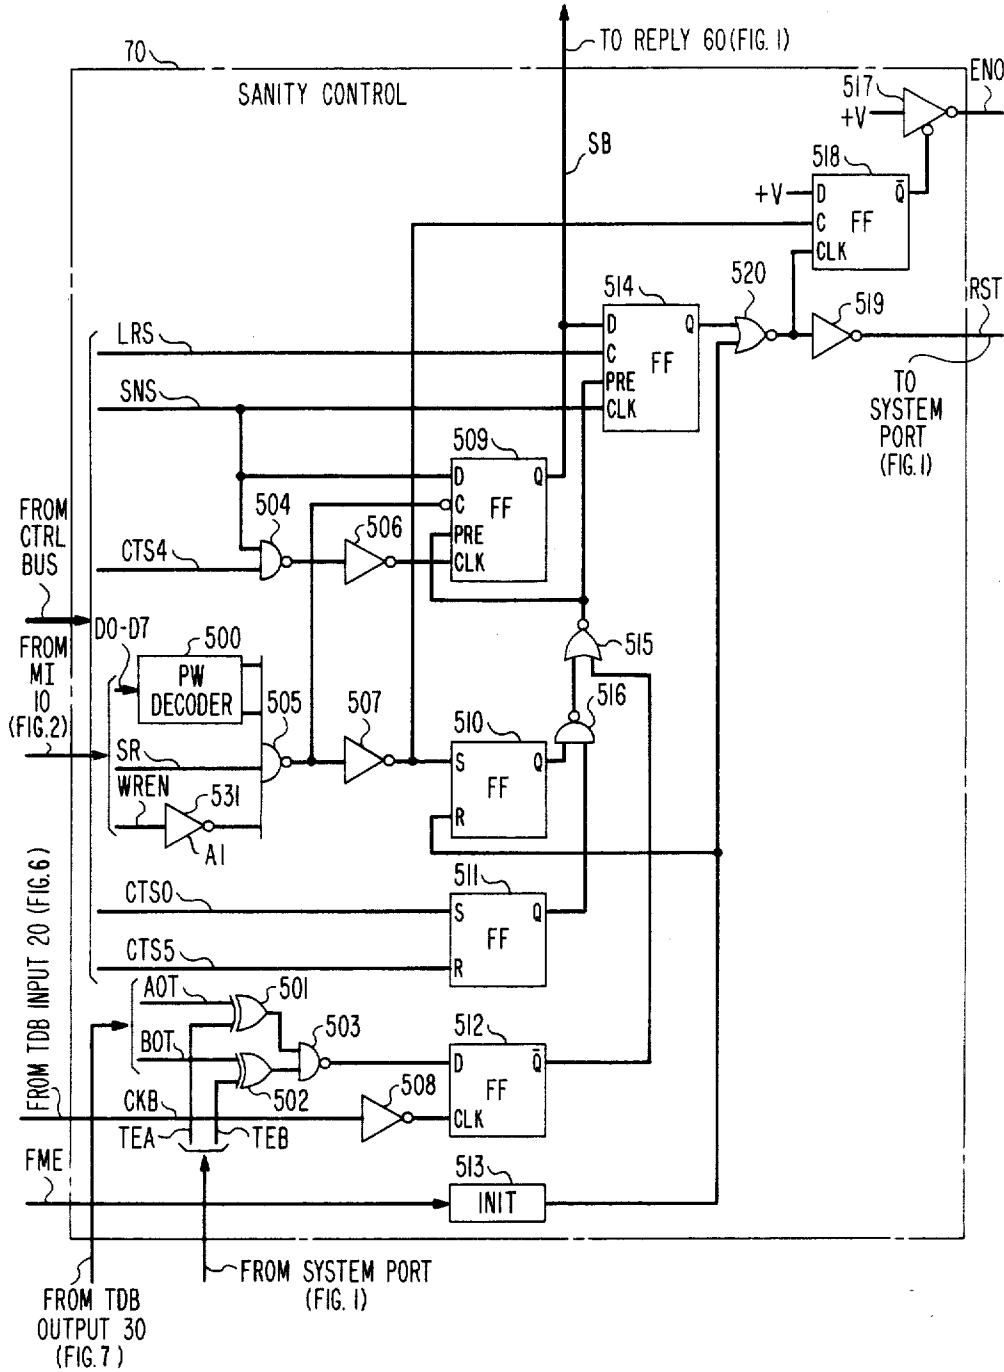 TO REPLY 60 (FIG. 1)
70
SANITY CONTROL
517
ENO
+V
SB
518
+V
D
Q̅
C
FF
CLK
514
520
519
RST
LRS
D
Q
C
FF
PRE
CLK
SNS
TO
SYSTEM
PORT
(FIG. 1)
509
D
Q
C
FF
PRE
CLK
FROM
CTRL
BUS
504
506
CTS4
FROM
MI
10
(FIG.2)
D0-D7
500
PW
DECODER
505
507
515
516
510
S
Q
FF
R
SR
WREN
531
A1
FROM TDB INPUT 20 (FIG. 6)
CTS0
511
S
Q
FF
CTS5
R
AOT
501
503
BOT
502
512
D
Q̅
FF
CLK
508
CKB
TEA
TEB
FME
513
INIT
FROM SYSTEM PORT
(FIG. 1)
FROM TDB
OUTPUT 30
(FIG. 7)